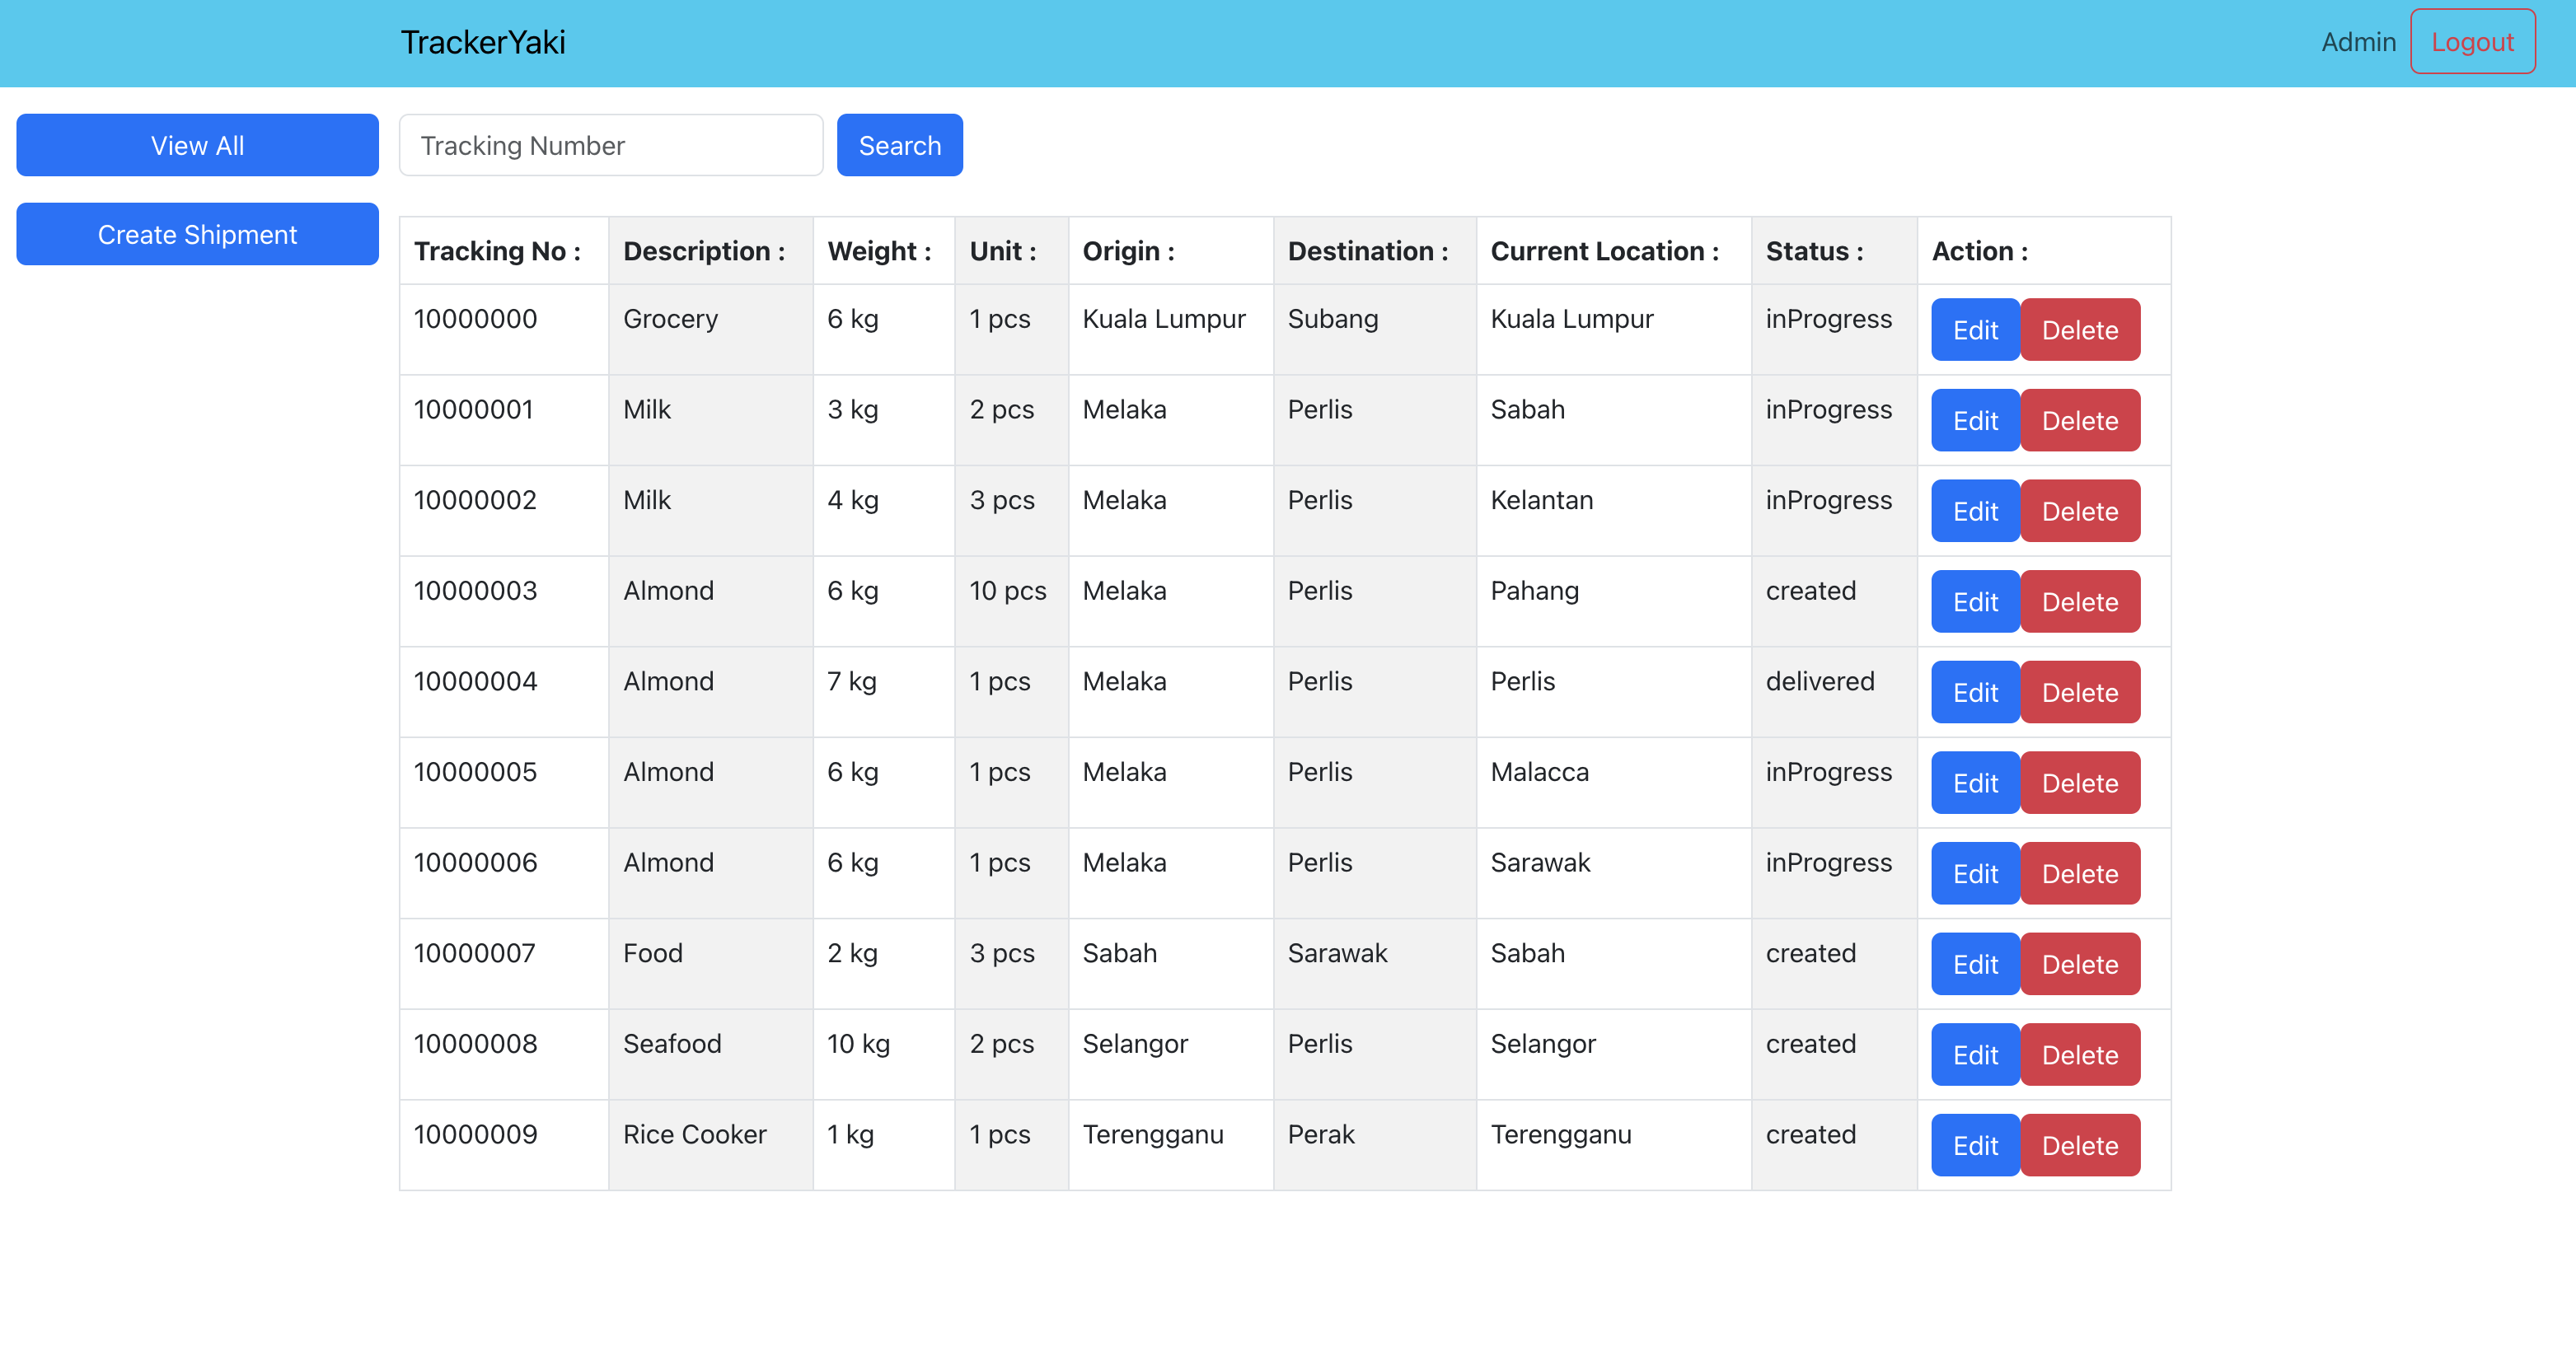 TrackerYaki Admin Logout
View All Tracking Number Search
Create Shipment
Tracking No : Description : Weight : Unit : Origin : Destination : Current Location : Status : Action :
10000000 Grocery 6 kg 1 pcs Kuala Lumpur Subang Kuala Lumpur inProgress Edit Delete
10000001 Milk 3 kg 2 pcs Melaka Perlis Sabah inProgress Edit Delete
10000002 Milk 4 kg 3 pcs Melaka Perlis Kelantan inProgress Edit Delete
10000003 Almond 6 kg 10 pcs Melaka Perlis Pahang created Edit Delete
10000004 Almond 7 kg 1 pcs Melaka Perlis Perlis delivered Edit Delete
10000005 Almond 6 kg 1 pcs Melaka Perlis Malacca inProgress Edit Delete
10000006 Almond 6 kg 1 pcs Melaka Perlis Sarawak inProgress Edit Delete
10000007 Food 2 kg 3 pcs Sabah Sarawak Sabah created Edit Delete
10000008 Seafood 10 kg 2 pcs Selangor Perlis Selangor created Edit Delete
10000009 Rice Cooker 1 kg 1 pcs Terengganu Perak Terengganu created Edit Delete